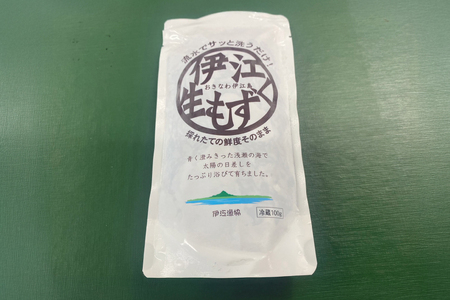 流水でサッと洗うだけ！
伊江
おきなわ伊江島
生もずく
採れたての鮮度そのまま
青く澄みきった浅瀬の海で
太陽の日差しを
たっぷり浴びて育ちました。
伊江漁協
冷蔵100g